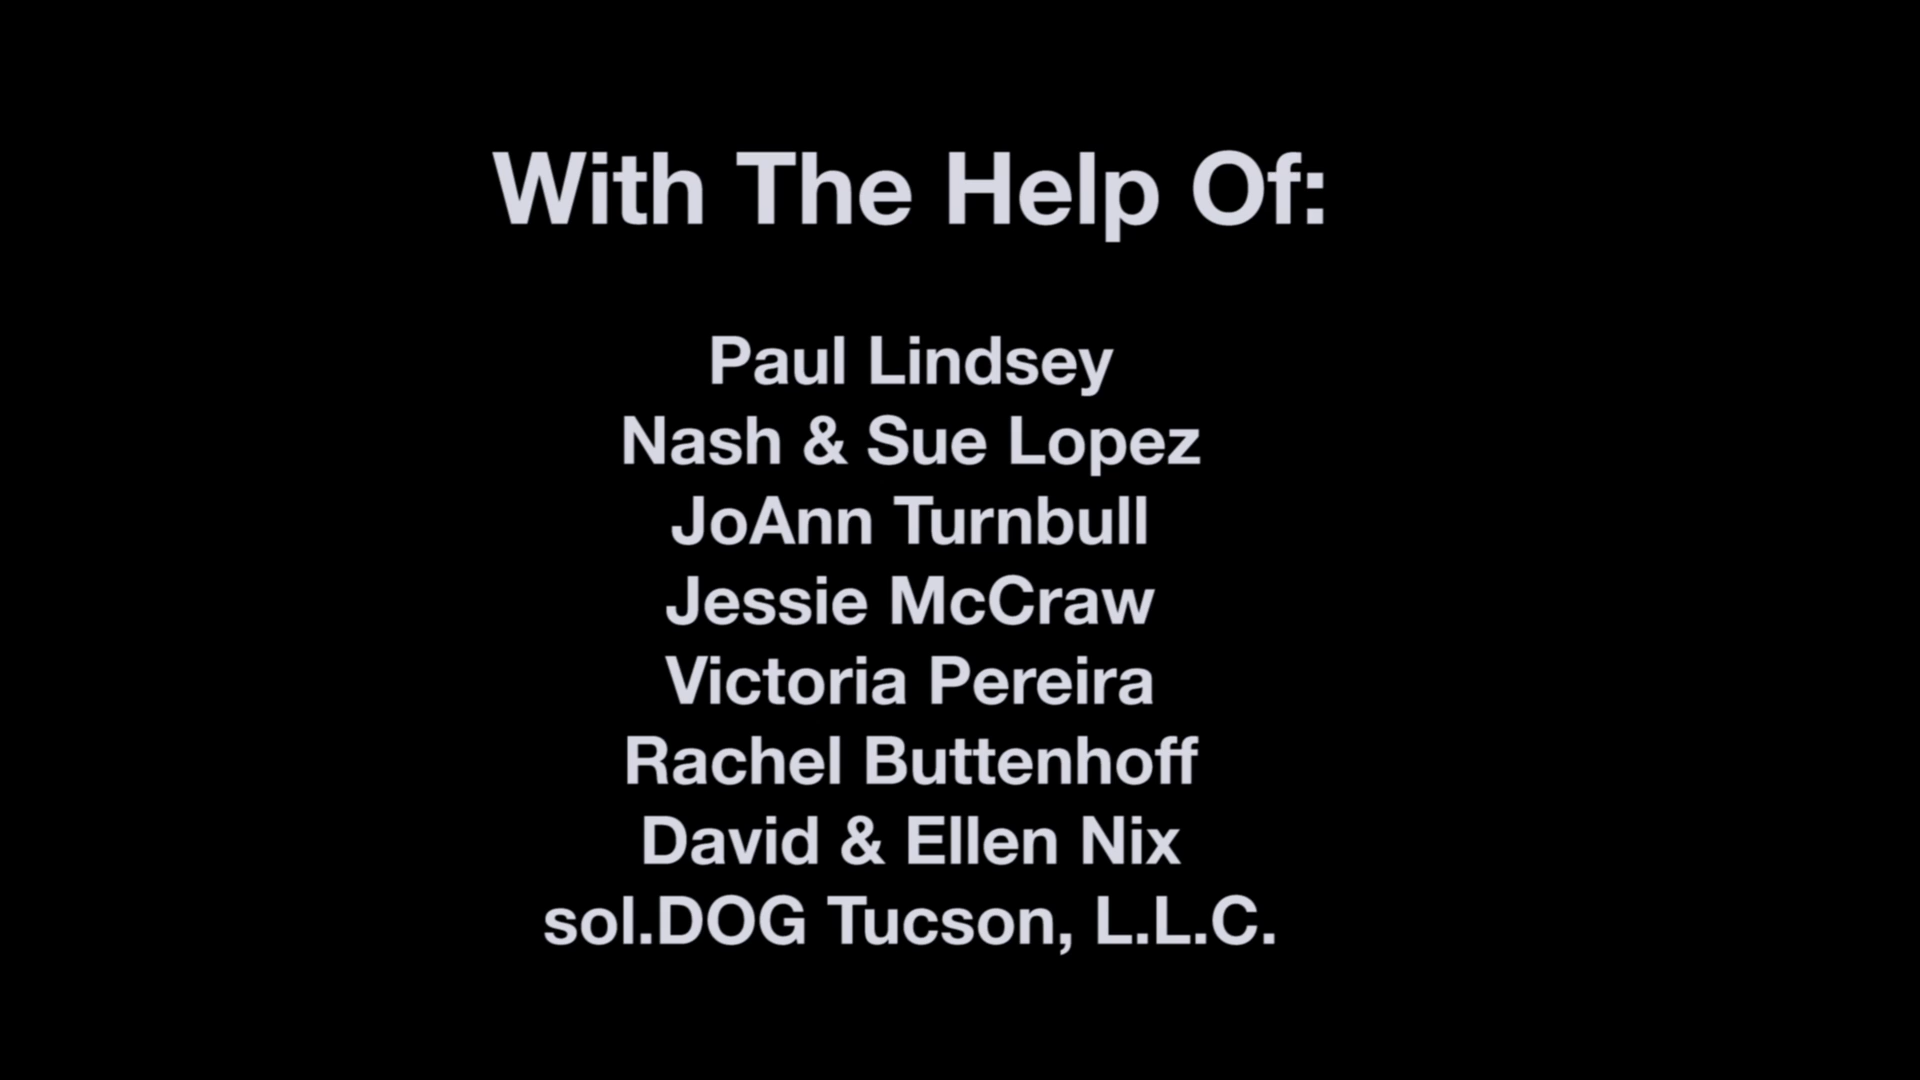 With The Help Of:
Paul Lindsey
Nash & Sue Lopez
JoAnn Turnbull
Jessie McCraw
Victoria Pereira
Rachel Buttenhoff
David & Ellen Nix
sol.DOG Tucson, L.L.C.